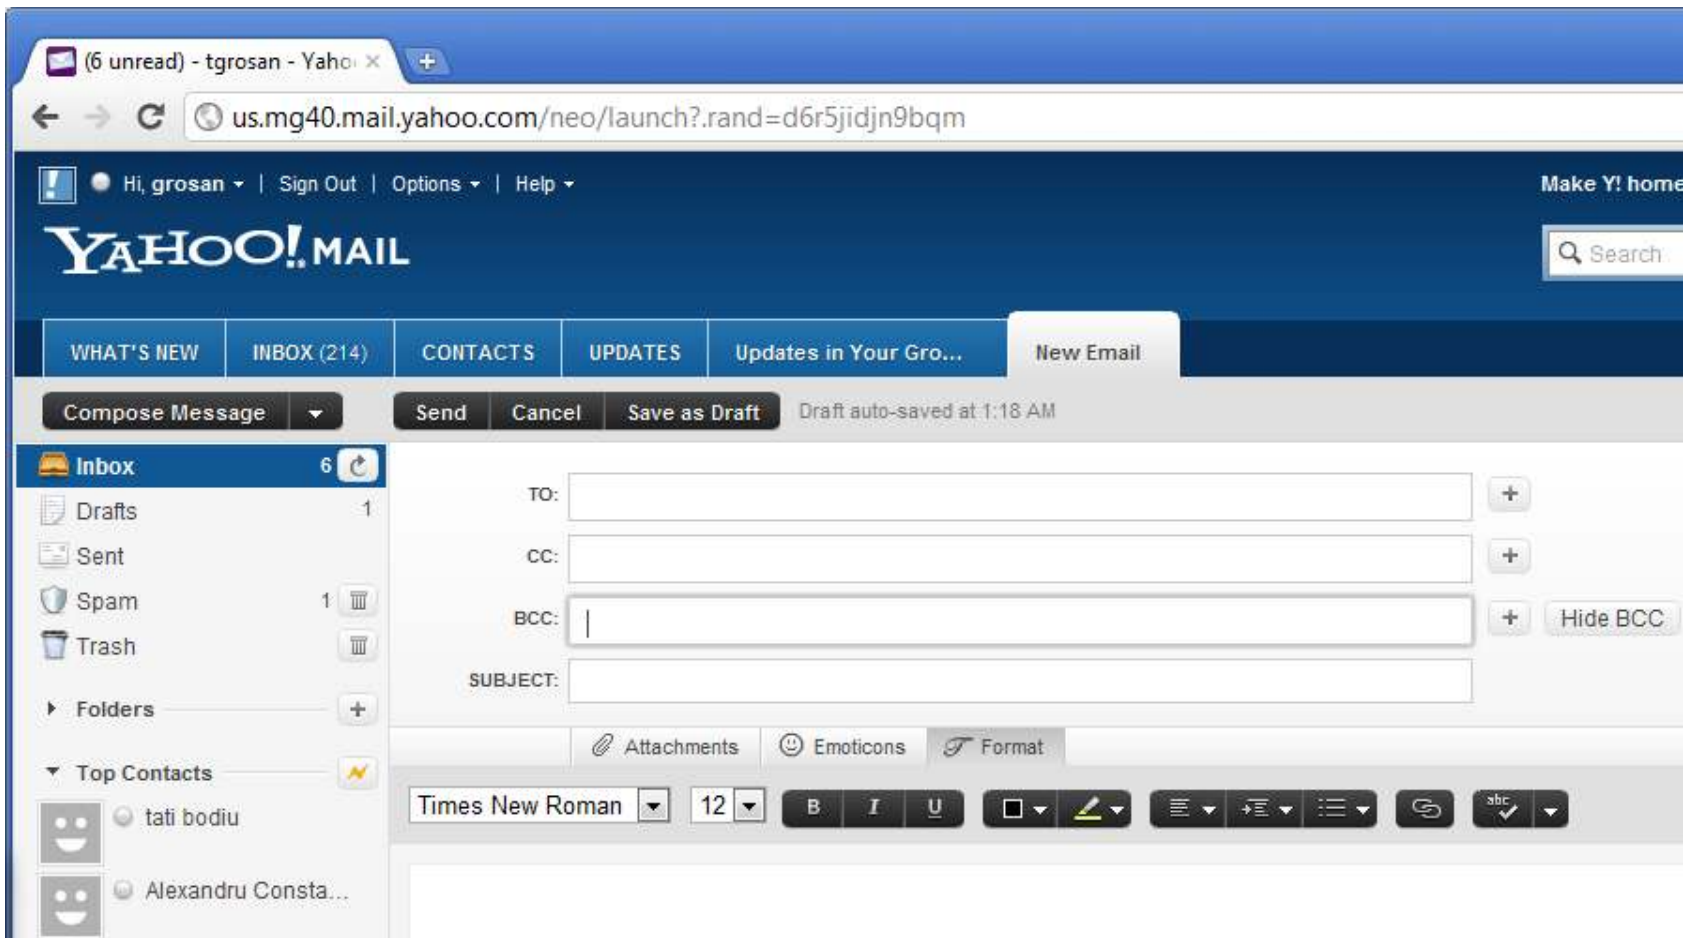 (6 unread) - tgrosan - Yaho
us.mg40.mail.yahoo.com/neo/launch?.rand=d6r5jidjn9bqm
Hi, grosan | Sign Out | Options | Help
Make Y! home
YAHOO! MAIL
Search
WHAT'S NEW INBOX (214) CONTACTS UPDATES Updates in Your Gro... New Email
Compose Message Send Cancel Save as Draft Draft auto-saved at 1:18 AM
Inbox 6
Drafts 1
Sent
Spam 1
Trash
Folders
Top Contacts
tati bodiu
Alexandru Consta...
TO:
CC:
BCC: Hide BCC
SUBJECT:
Attachments Emoticons Format
Times New Roman 12 B I U abc